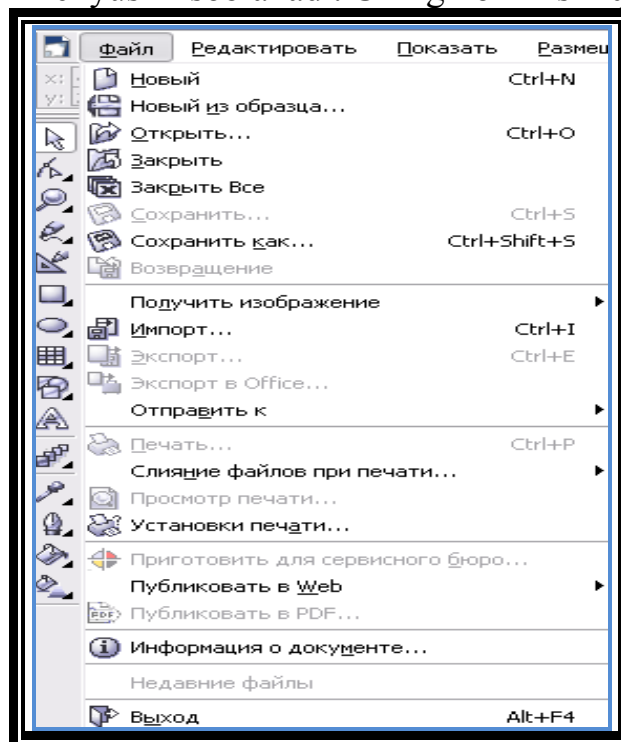 Файл Редактировать Показать Размещ
x:
y:
Новый Ctrl+N
Новый из образца...
Открыть... Ctrl+O
Закрыть
Закрыть Все
Сохранить... Ctrl+S
Сохранить как... Ctrl+Shift+S
Возвращение
Получить изображение
Импорт... Ctrl+I
Экспорт... Ctrl+E
Экспорт в Office...
Отправить к
Печать... Ctrl+P
Слияние файлов при печати...
Просмотр печати...
Установки печати...
Приготовить для сервисного бюро...
Публиковать в Web
PDF Публиковать в PDF...
Информация о документе...
Недавние файлы
Выход Alt+F4